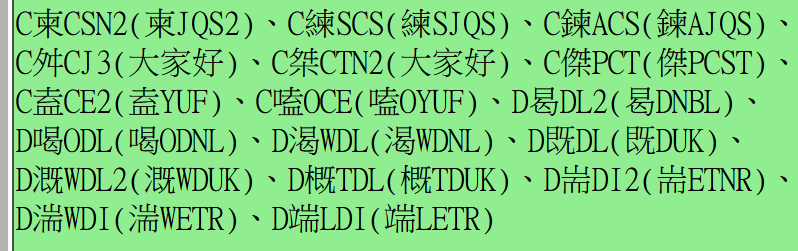 C柬CSN2(柬JQS2)、C練SCS(練SJQS)、C鍊ACS(鍊AJQS)、
C舛CJ3(大家好)、C桀CTN2(大家好)、C傑PCT(傑PCST)、
C盍CE2(盍YUF)、C嗑OCE(嗑OYUF)、D曷DL2(曷DNBL)、
D喝ODL(喝ODNL)、D渴WDL(渴WDNL)、D既DL(既DUK)、
D溉WDL2(溉WDUK)、D概TDL(概TDUK)、D耑DI2(耑ETNR)、
D湍WDI(湍WETR)、D端LDI(端LETR)